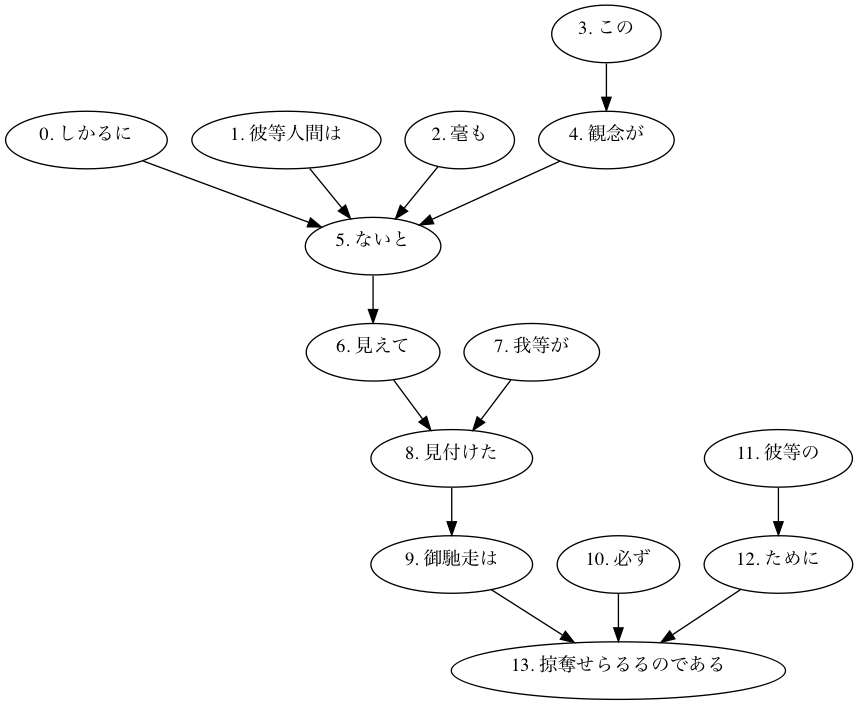 3. この
0. しかるに
1. 彼等人間は
2. 毫も
4. 観念が
5. ないと
6. 見えて
7. 我等が
8. 見付けた
11. 彼等の
9. 御馳走は
10. 必ず
12. ために
13. 掠奪せらるるのである